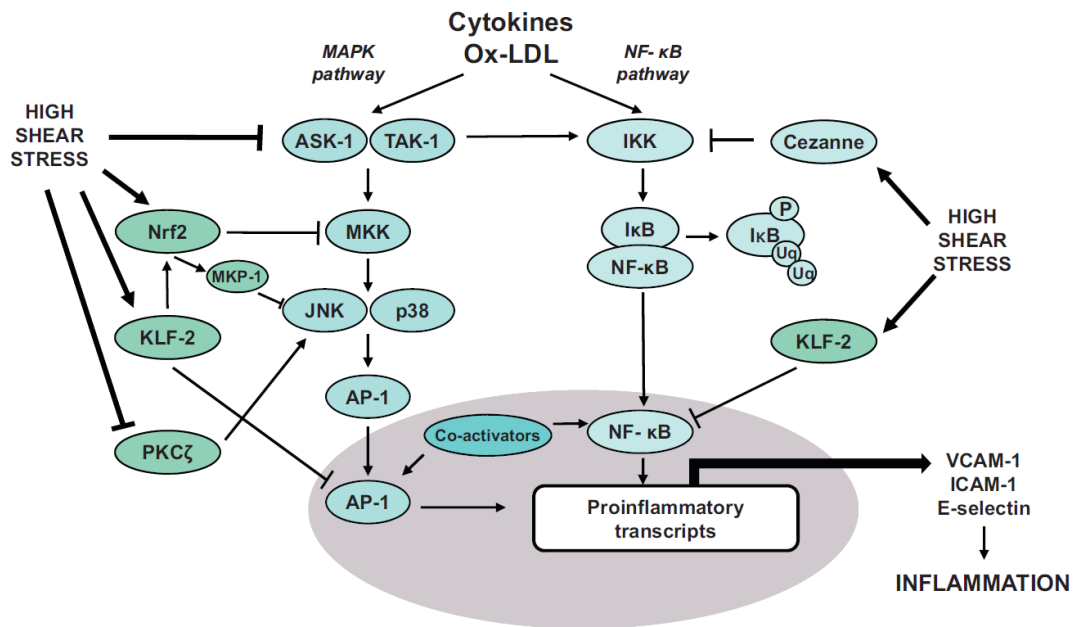 Cytokines
Ox-LDL
MAPK
pathway
NF- κB
pathway
HIGH
SHEAR
STRESS
ASK-1
TAK-1
IKK
Cezanne
Nrf2
MKK
IκB
NF-κB
P
IκB
Uq
Uq
HIGH
SHEAR
STRESS
MKP-1
JNK
p38
KLF-2
KLF-2
AP-1
PKCζ
Co-activators
NF- κB
AP-1
Proinflammatory
transcripts
VCAM-1
ICAM-1
E-selectin
INFLAMMATION